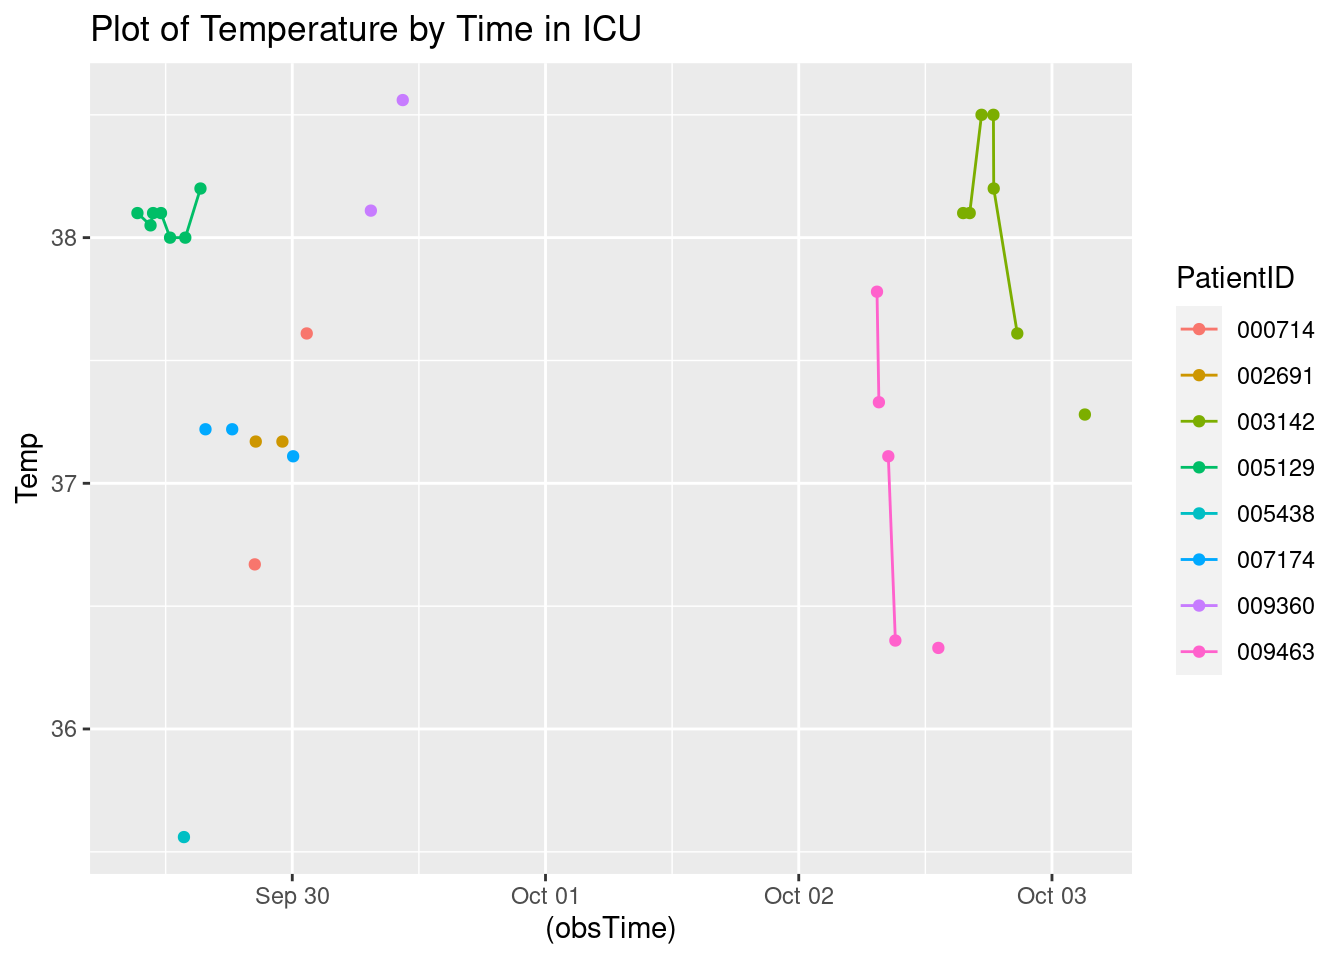 Plot of Temperature by Time in ICU
Temp
38
37
36
Sep 30
Oct 01
Oct 02
Oct 03
(obsTime)
PatientID
000714
002691
003142
005129
005438
007174
009360
009463